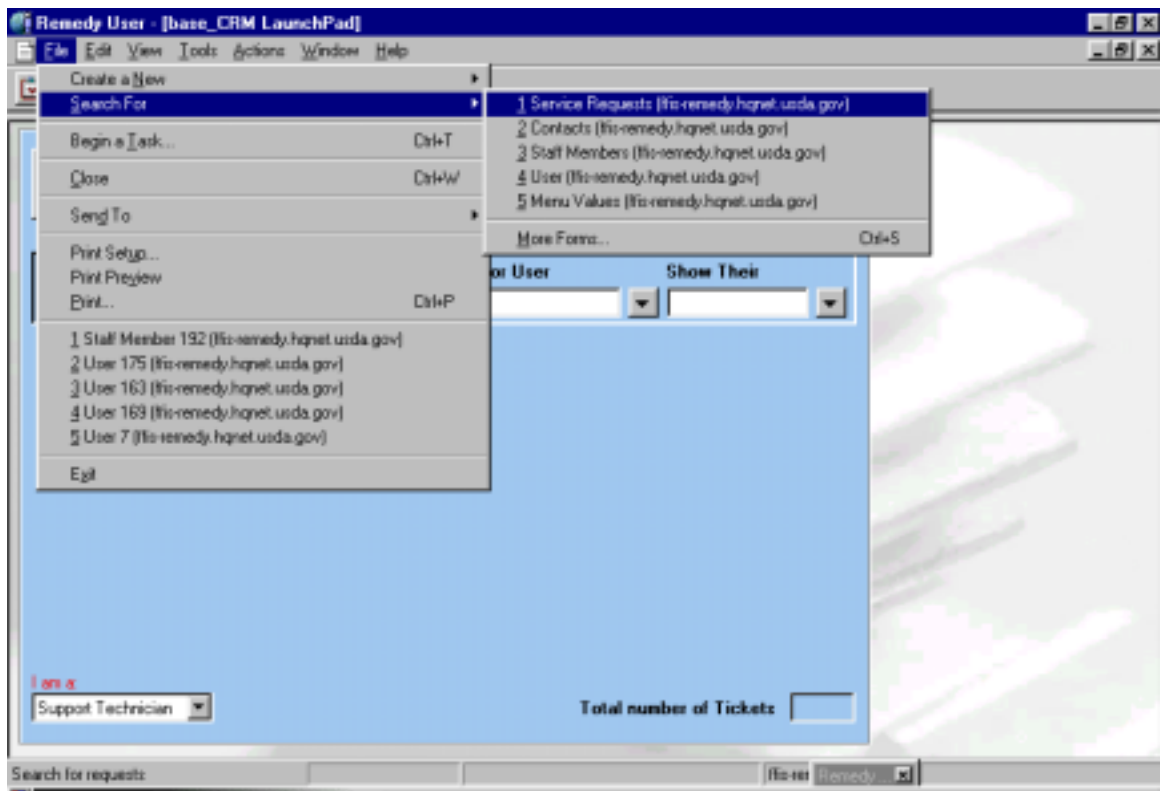 Remedy User - [base_CRM LaunchPad]
File Edit View Tools Actions Window Help
Create a New
Search For
Begin a Task... Ctrl+T
Close Ctrl+W
Send To
Print Setup...
Print Preview
Print... Ctrl+P
1 Staff Member 192 (ffis-remedy.hqnet.usda.gov)
2 User 175 (ffis-remedy.hqnet.usda.gov)
3 User 163 (ffis-remedy.hqnet.usda.gov)
4 User 169 (ffis-remedy.hqnet.usda.gov)
5 User 7 (ffis-remedy.hqnet.usda.gov)
Exit
1 Service Requests (ffis-remedy.hqnet.usda.gov)
2 Contacts (ffis-remedy.hqnet.usda.gov)
3 Staff Members (ffis-remedy.hqnet.usda.gov)
4 User (ffis-remedy.hqnet.usda.gov)
5 Menu Values (ffis-remedy.hqnet.usda.gov)
More Forms... Ctrl+S
or User Show Their
I am a:
Support Technician
Total number of Tickets
Search for requests ffis-rer Remedy...